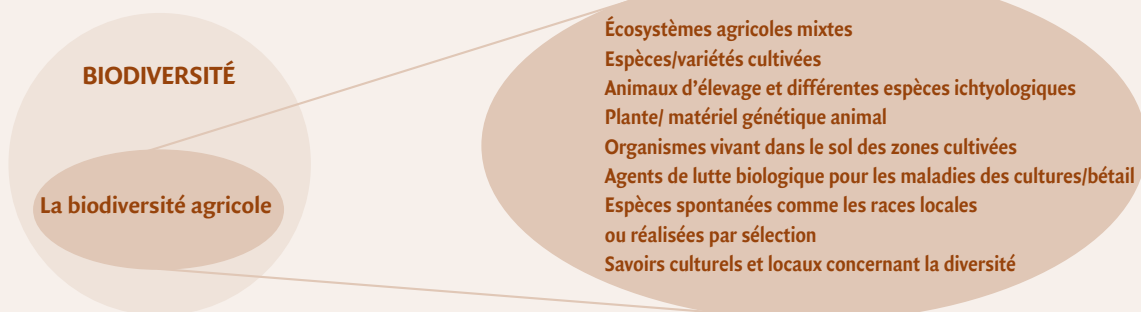 BIODIVERSITÉ
La biodiversité agricole
Écosystèmes agricoles mixtes
Espèces/variétés cultivées
Animaux d’élevage et différentes espèces ichtyologiques
Plante/ matériel génétique animal
Organismes vivant dans le sol des zones cultivées
Agents de lutte biologique pour les maladies des cultures/bétail
Espèces spontanées comme les races locales
ou réalisées par sélection
Savoirs culturels et locaux concernant la diversité